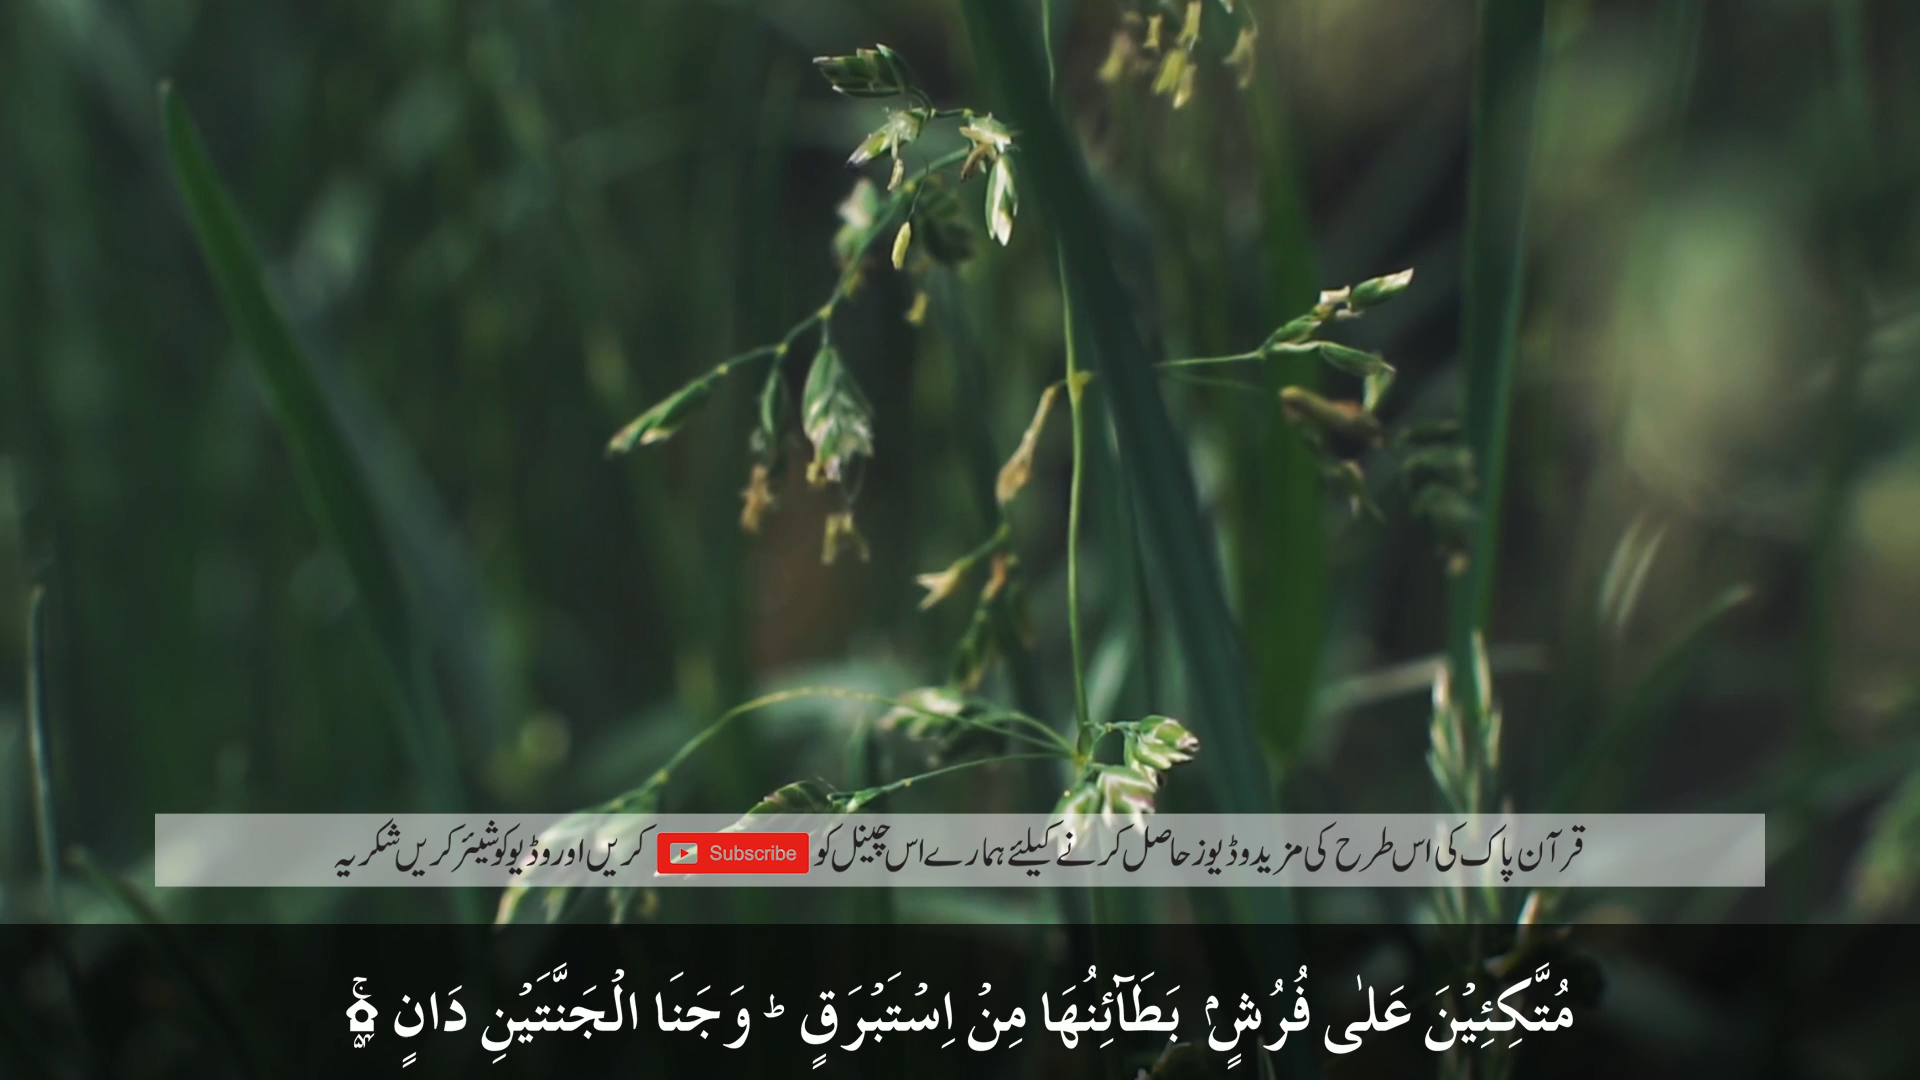 قرآن پاک کی اس طرح کی مزید وڈیوز حاصل کرنے کیلئے ہمارے اس چینل کو Subscribe کریں اور وڈیو کو شیئر کریں شکریہ
مُتَّكِـِٕيْنَ عَلٰى فُرُشٍۭ بَطَآئِنُهَا مِنْ اِسْتَبْرَقٍ ؕ وَجَنَا الْجَنَّتَيْنِ دَانٍ ۚ